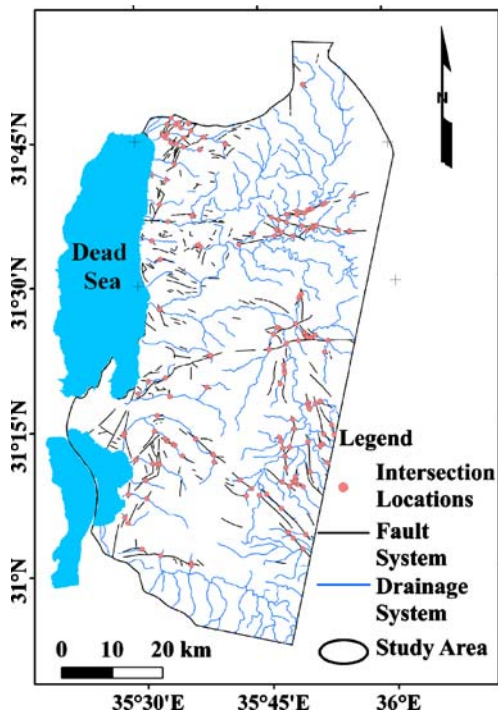 N
31°45'N
31°30'N
31°15'N
31°N
Dead
Sea
Legend
Intersection
Locations
Fault
System
Drainage
System
Study Area
0 10 20 km
35°30'E 35°45'E 36°E